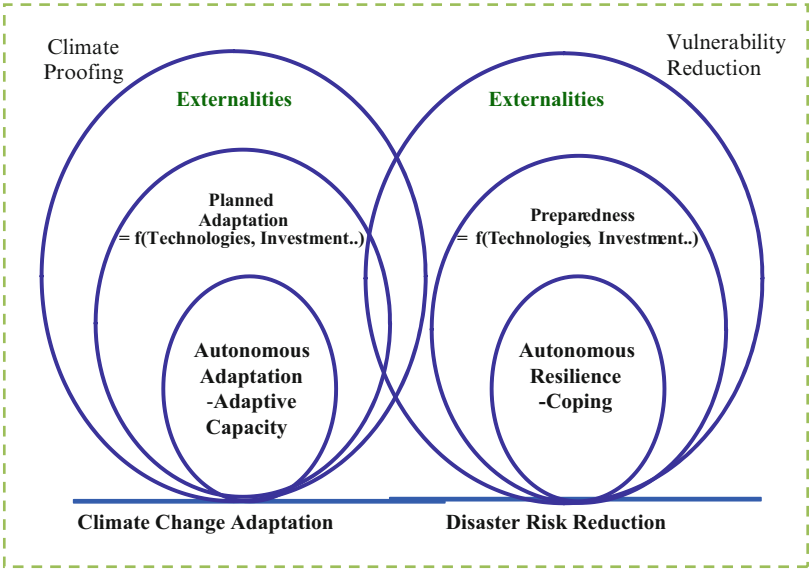 Climate
Proofing
Vulnerability
Reduction
Externalities
Externalities
Planned
Adaptation
= f(Technologies, Investment..)
Preparedness
= f(Technologies, Investment..)
Autonomous
Adaptation
-Adaptive
Capacity
Autonomous
Resilience
-Coping
Climate Change Adaptation
Disaster Risk Reduction